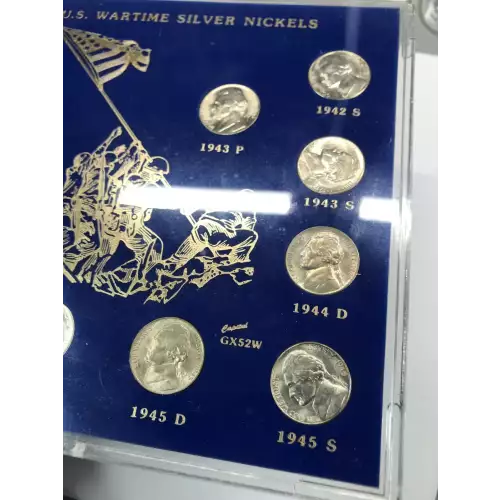 U.S. WARTIME SILVER NICKELS
1942 S
1943 P
1943 S
1944 D
Capitol
GX52W
1945 D
1945 S